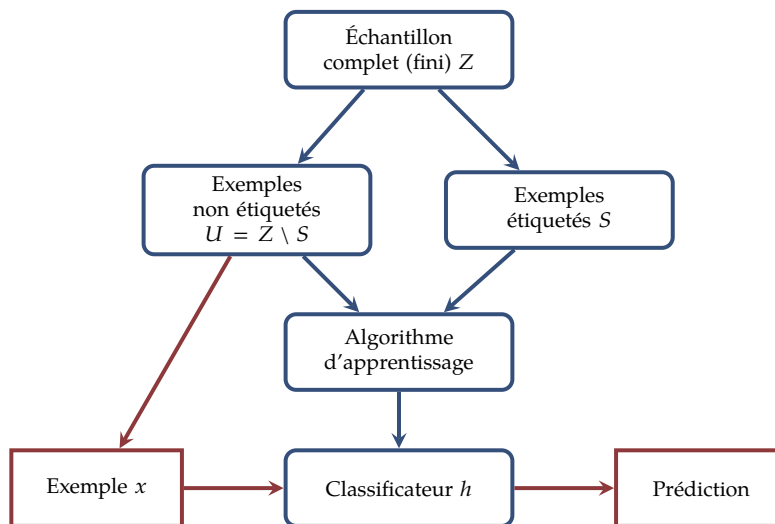 Échantillon
complet (fini) Z
Exemples
non étiquetés
U = Z \ S
Exemples
étiquetés S
Algorithme
d'apprentissage
Exemple x
Classificateur h
Prédiction